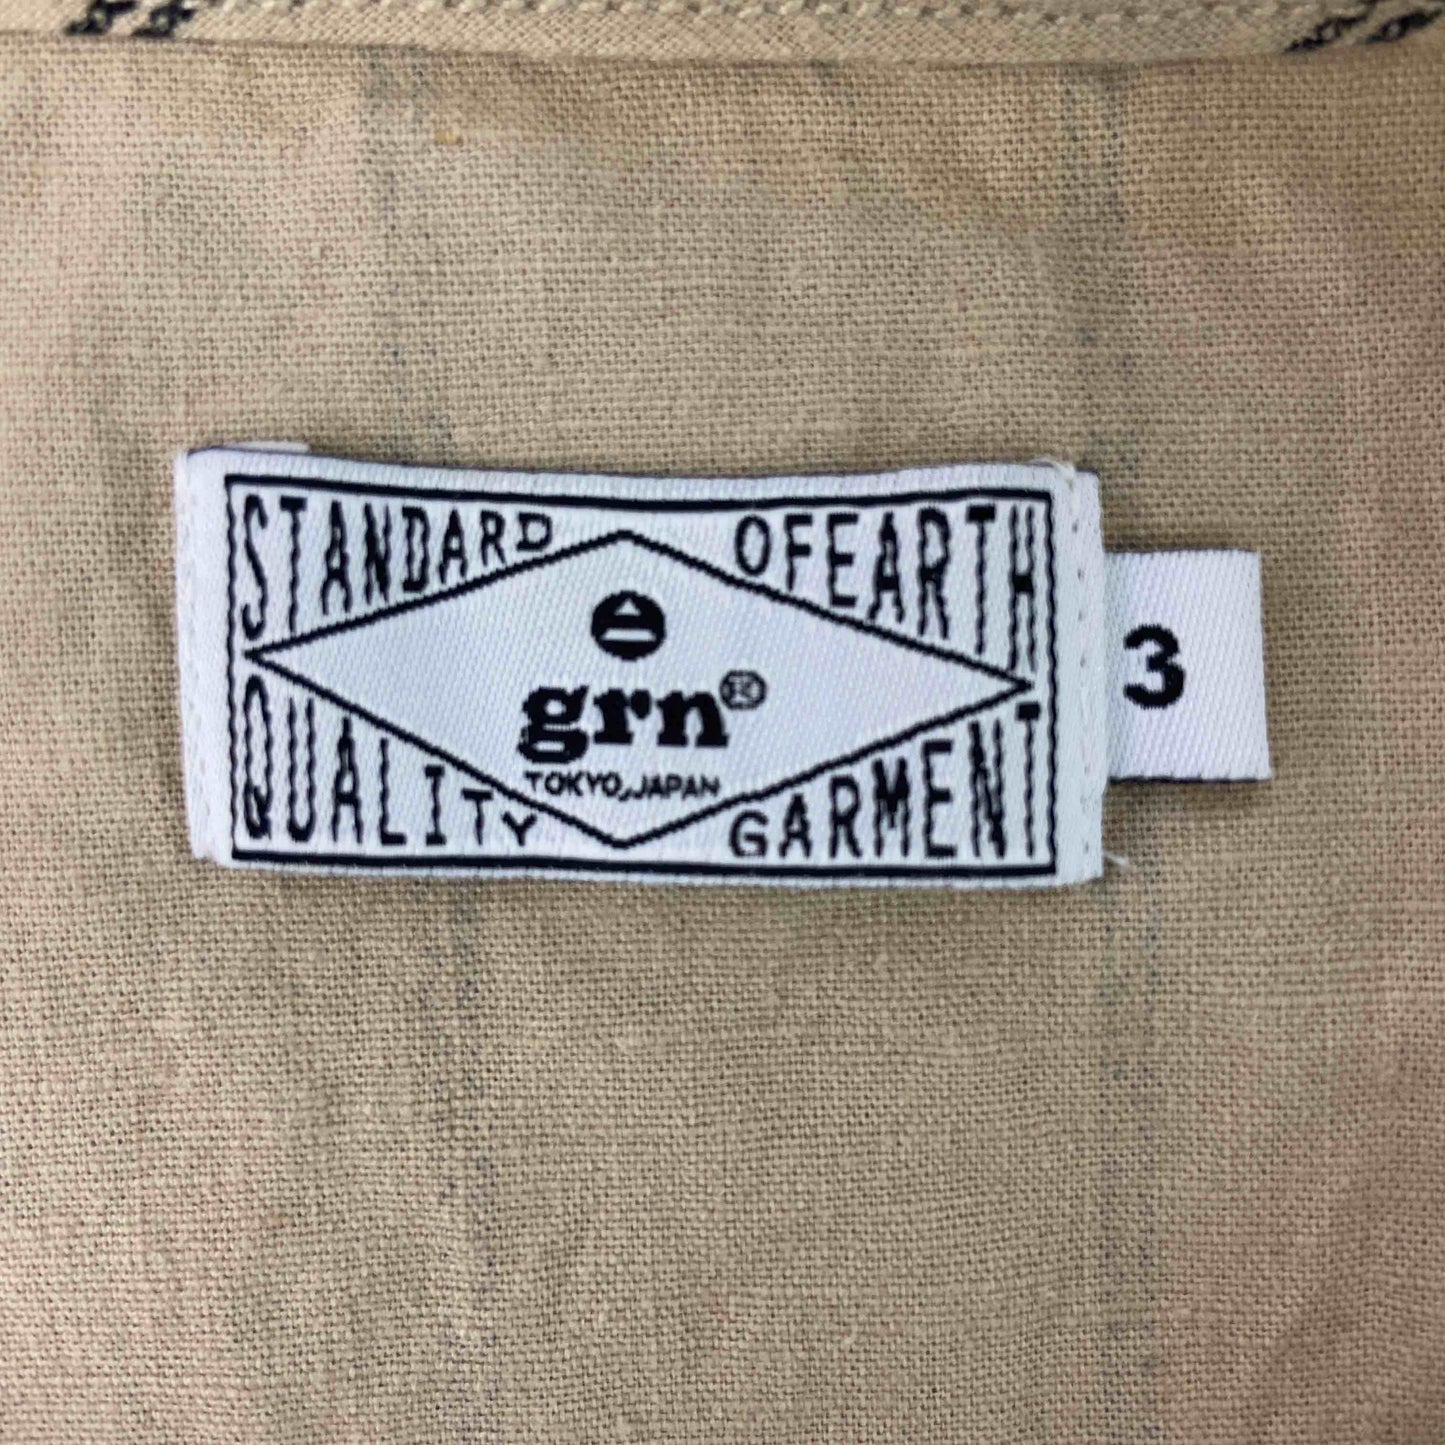 STANDARD OFEARTH
grn®
TOKYO,JAPAN
QUALITY GARMENT
3